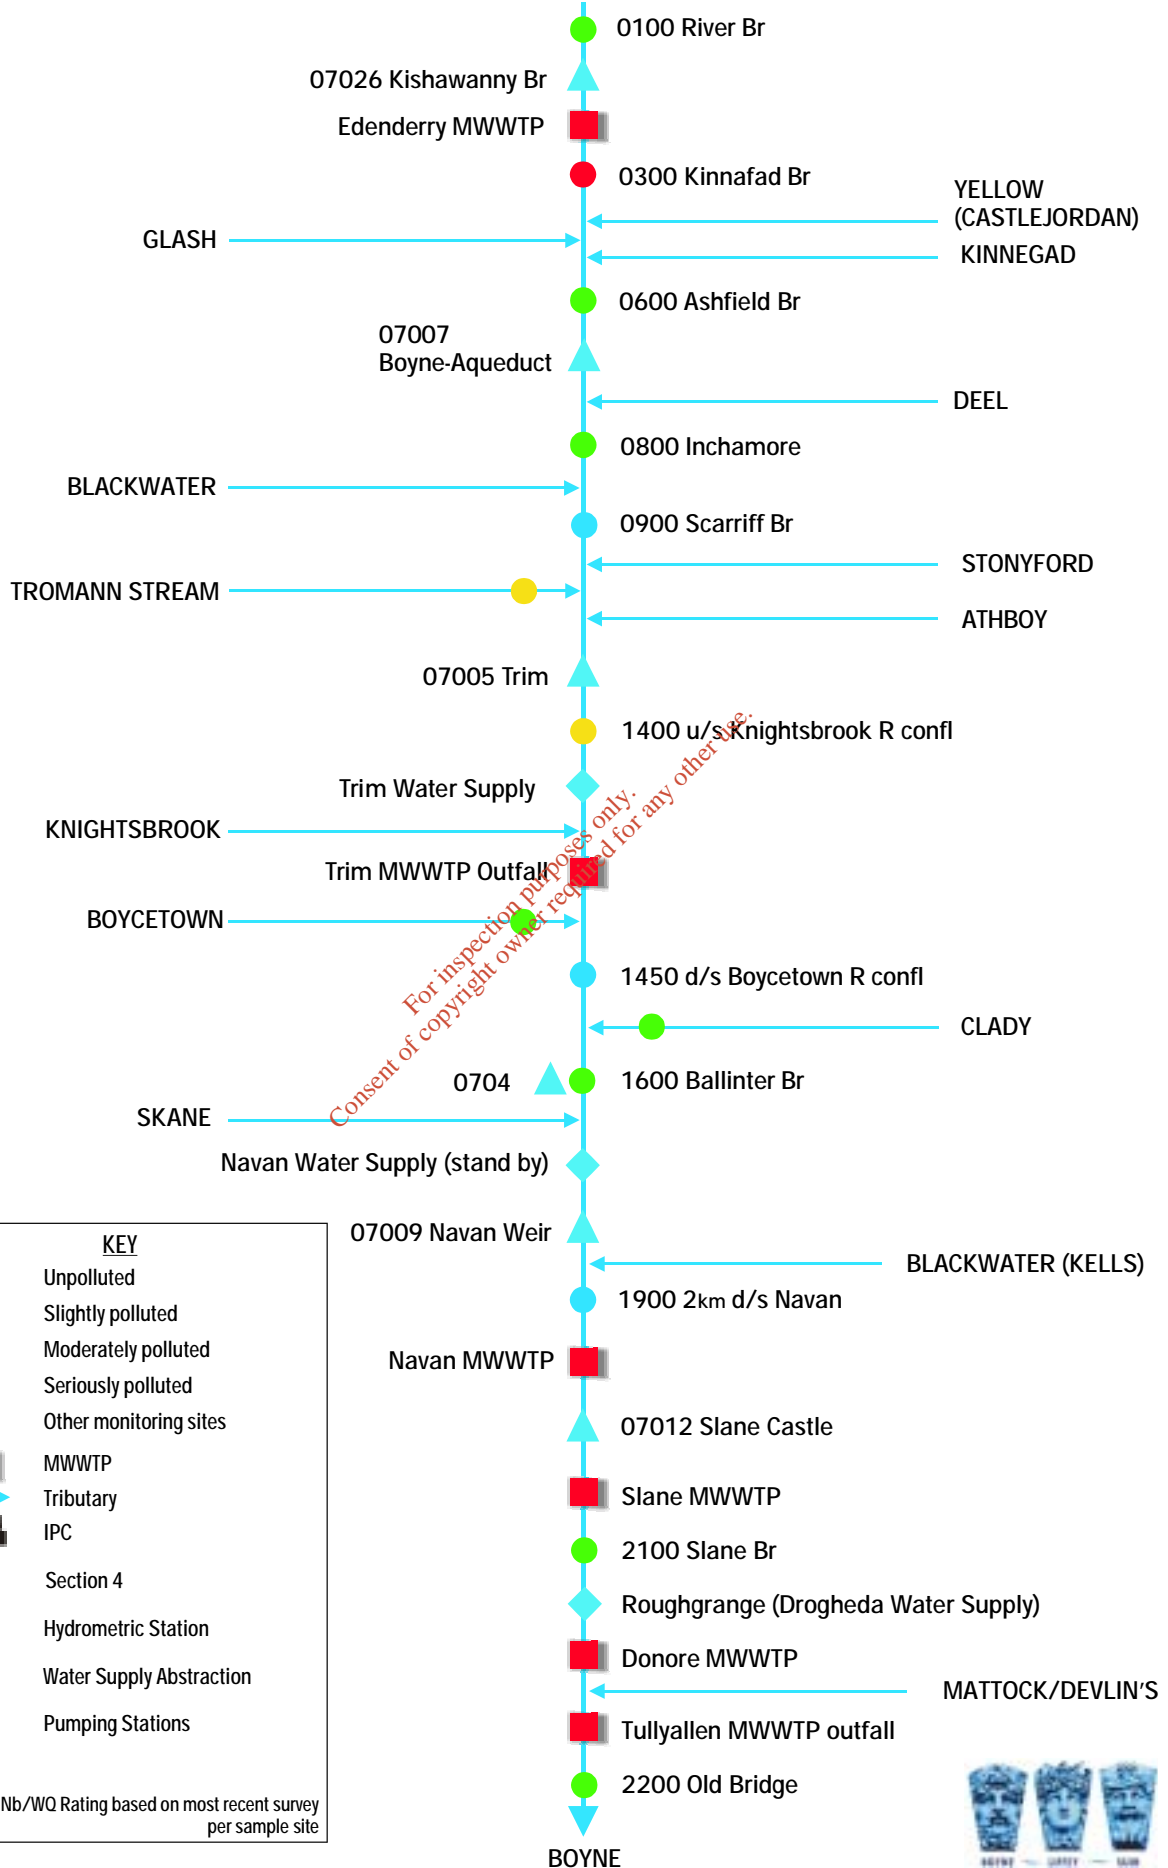 0100 River Br
07026 Kishawanny Br
Edenderry MWWTP
0300 Kinnafad Br
YELLOW
(CASTLEJORDAN)
GLASH
KINNEGAD
0600 Ashfield Br
07007
Boyne-Aqueduct
DEEL
0800 Inchamore
BLACKWATER
0900 Scarriff Br
STONYFORD
TROMANN STREAM
ATHBOY
07005 Trim
1400 u/s Knightsbrook R confl
Trim Water Supply
KNIGHTSBROOK
Trim MWWTP Outfall
BOYCETOWN
For inspection purposes only.
Consent of copyright owner required for any other use.
1450 d/s Boycetown R confl
CLADY
0704
1600 Ballinter Br
SKANE
Navan Water Supply (stand by)
07009 Navan Weir
BLACKWATER (KELLS)
1900 2km d/s Navan
Navan MWWTP
07012 Slane Castle
Slane MWWTP
2100 Slane Br
Roughgrange (Drogheda Water Supply)
Donore MWWTP
MATTOCK/DEVLIN'S
Tullyallen MWWTP outfall
2200 Old Bridge
BOYNE
KEY
Unpolluted
Slightly polluted
Moderately polluted
Seriously polluted
Other monitoring sites
MWWTP
Tributary
IPC
Section 4
Hydrometric Station
Water Supply Abstraction
Pumping Stations
Nb/WQ Rating based on most recent survey
per sample site
BOYNE